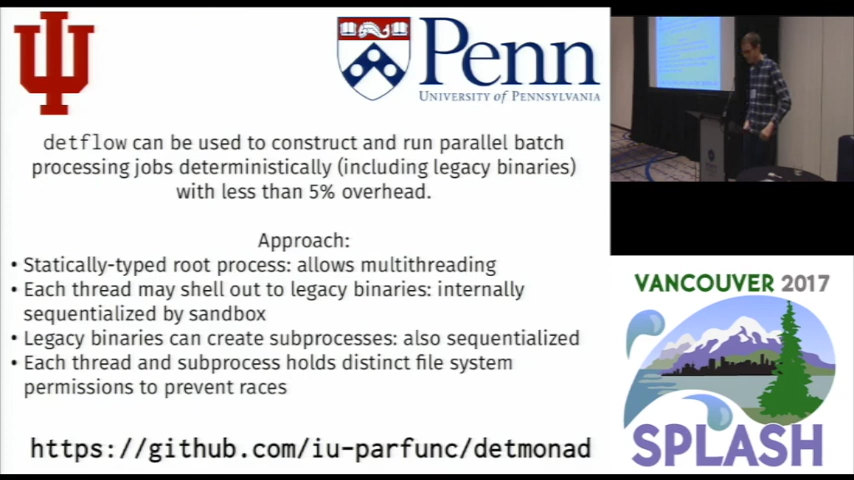 Penn
UNIVERSITY of PENNSYLVANIA
detflow can be used to construct and run parallel batch
processing jobs deterministically (including legacy binaries)
with less than 5% overhead.
Approach:
• Statically-typed root process: allows multithreading
• Each thread may shell out to legacy binaries: internally
sequentialized by sandbox
• Legacy binaries can create subprocesses: also sequentialized
• Each thread and subprocess holds distinct file system
permissions to prevent races
https://github.com/iu-parfunc/detmonad
VANCOUVER 2017
SPLASH